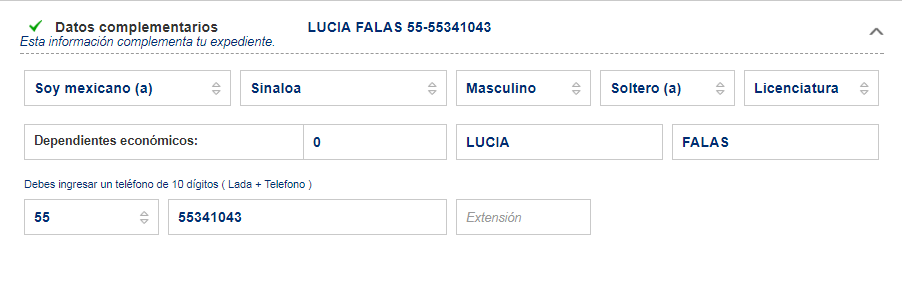 Datos complementarios LUCIA FALAS 55-55341043
Esta información complementa tu expediente.
Soy mexicano (a) Sinaloa Masculino Soltero (a) Licenciatura
Dependientes económicos: 0 LUCIA FALAS
Debes ingresar un teléfono de 10 dígitos ( Lada + Telefono )
55 55341043 Extensión